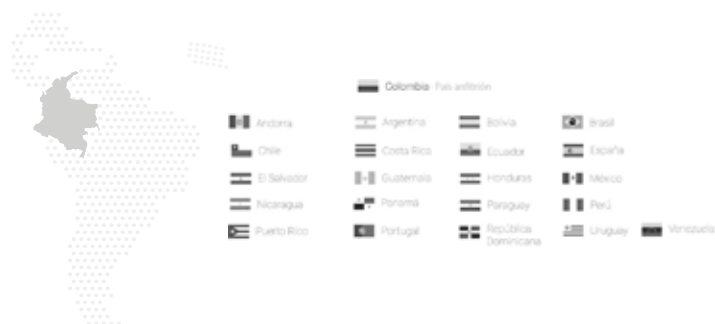 Colombia País anfitrión
Andorra Argentina Bolivia Brasil
Chile Costa Rica Ecuador España
El Salvador Guatemala Honduras México
Nicaragua Panamá Paraguay Perú
Puerto Rico Portugal República Dominicana Uruguay Venezuela